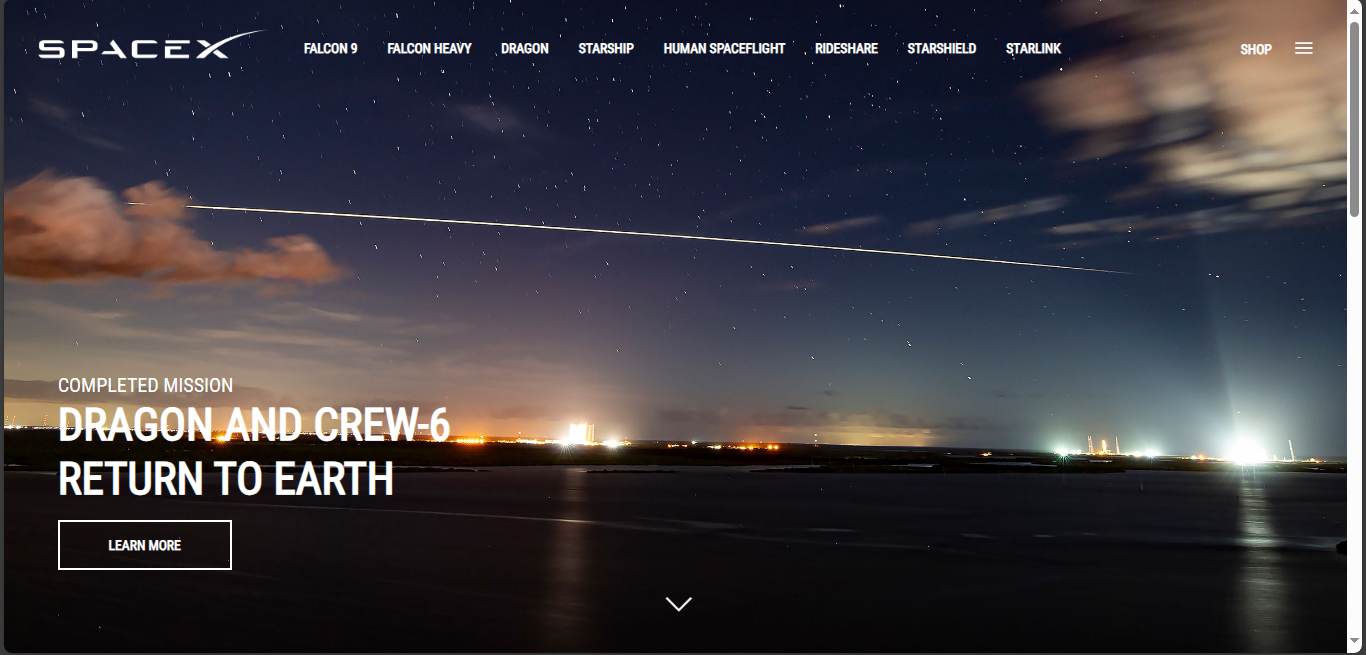 SPACEX
FALCON 9
FALCON HEAVY
DRAGON
STARSHIP
HUMAN SPACEFLIGHT
RIDESHARE
STARSHIELD
STARLINK
SHOP
COMPLETED MISSION
DRAGON AND CREW-6
RETURN TO EARTH
LEARN MORE